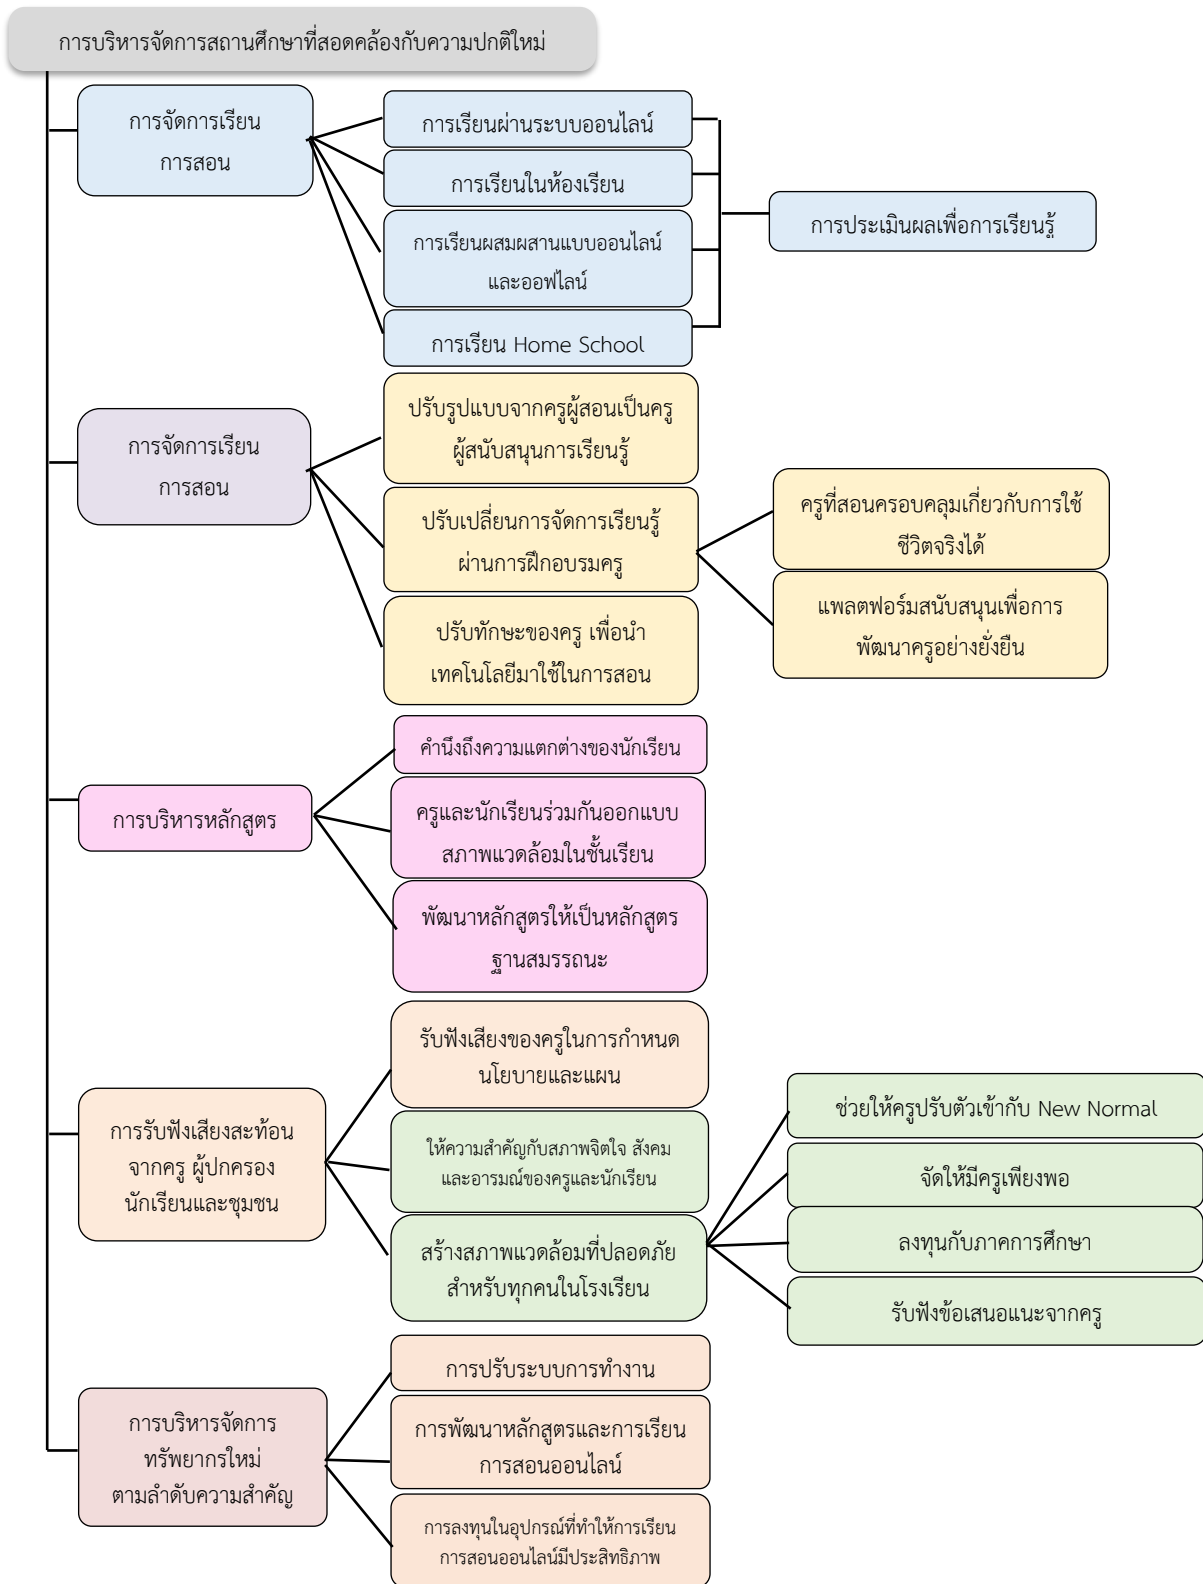 การบริหารจัดการสถานศึกษาที่สอดคล้องกับความปกติใหม่
การจัดการเรียน
การสอน
การเรียนผ่านระบบออนไลน์
การเรียนในห้องเรียน
การเรียนผสมผสานแบบออนไลน์
และออฟไลน์
การเรียน Home School
การประเมินผลเพื่อการเรียนรู้
การจัดการเรียน
การสอน
ปรับรูปแบบจากครูผู้สอนเป็นครู
ผู้สนับสนุนการเรียนรู้
ปรับเปลี่ยนการจัดการเรียนรู้
ผ่านการฝึกอบรมครู
ปรับทักษะของครู เพื่อนำ
เทคโนโลยีมาใช้ในการสอน
ครูที่สอนครอบคลุมเกี่ยวกับการใช้
ชีวิตจริงได้
แพลตฟอร์มสนับสนุนเพื่อการ
พัฒนาครูอย่างยั่งยืน
การบริหารหลักสูตร
คำนึงถึงความแตกต่างของนักเรียน
ครูและนักเรียนร่วมกันออกแบบ
สภาพแวดล้อมในชั้นเรียน
พัฒนาหลักสูตรให้เป็นหลักสูตร
ฐานสมรรถนะ
การรับฟังเสียงสะท้อน
จากครู ผู้ปกครอง
นักเรียนและชุมชน
รับฟังเสียงของครูในการกำหนด
นโยบายและแผน
ให้ความสำคัญกับสภาพจิตใจ สังคม
และอารมณ์ของครูและนักเรียน
สร้างสภาพแวดล้อมที่ปลอดภัย
สำหรับทุกคนในโรงเรียน
ช่วยให้ครูปรับตัวเข้ากับ New Normal
จัดให้มีครูเพียงพอ
ลงทุนกับภาคการศึกษา
รับฟังข้อเสนอแนะจากครู
การบริหารจัดการ
ทรัพยากรใหม่
ตามลำดับความสำคัญ
การปรับระบบการทำงาน
การพัฒนาหลักสูตรและการเรียน
การสอนออนไลน์
การลงทุนในอุปกรณ์ที่ทำให้การเรียน
การสอนออนไลน์มีประสิทธิภาพ